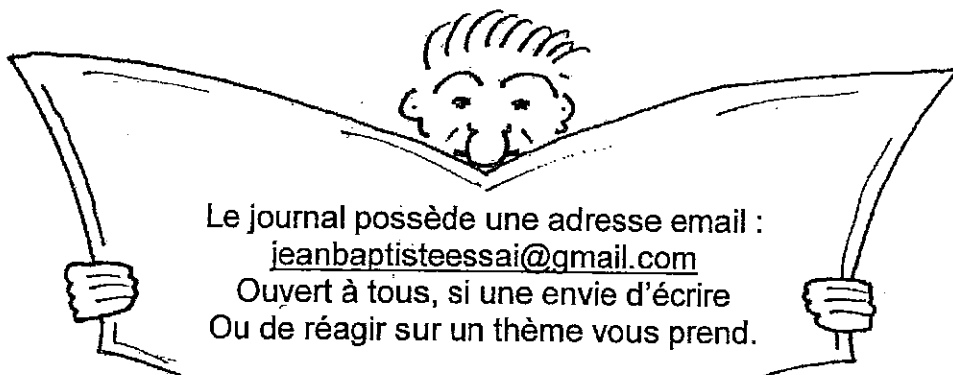 Le journal possède une adresse email :
jeanbaptisteessai@gmail.com
Ouvert à tous, si une envie d'écrire
Ou de réagir sur un thème vous prend.